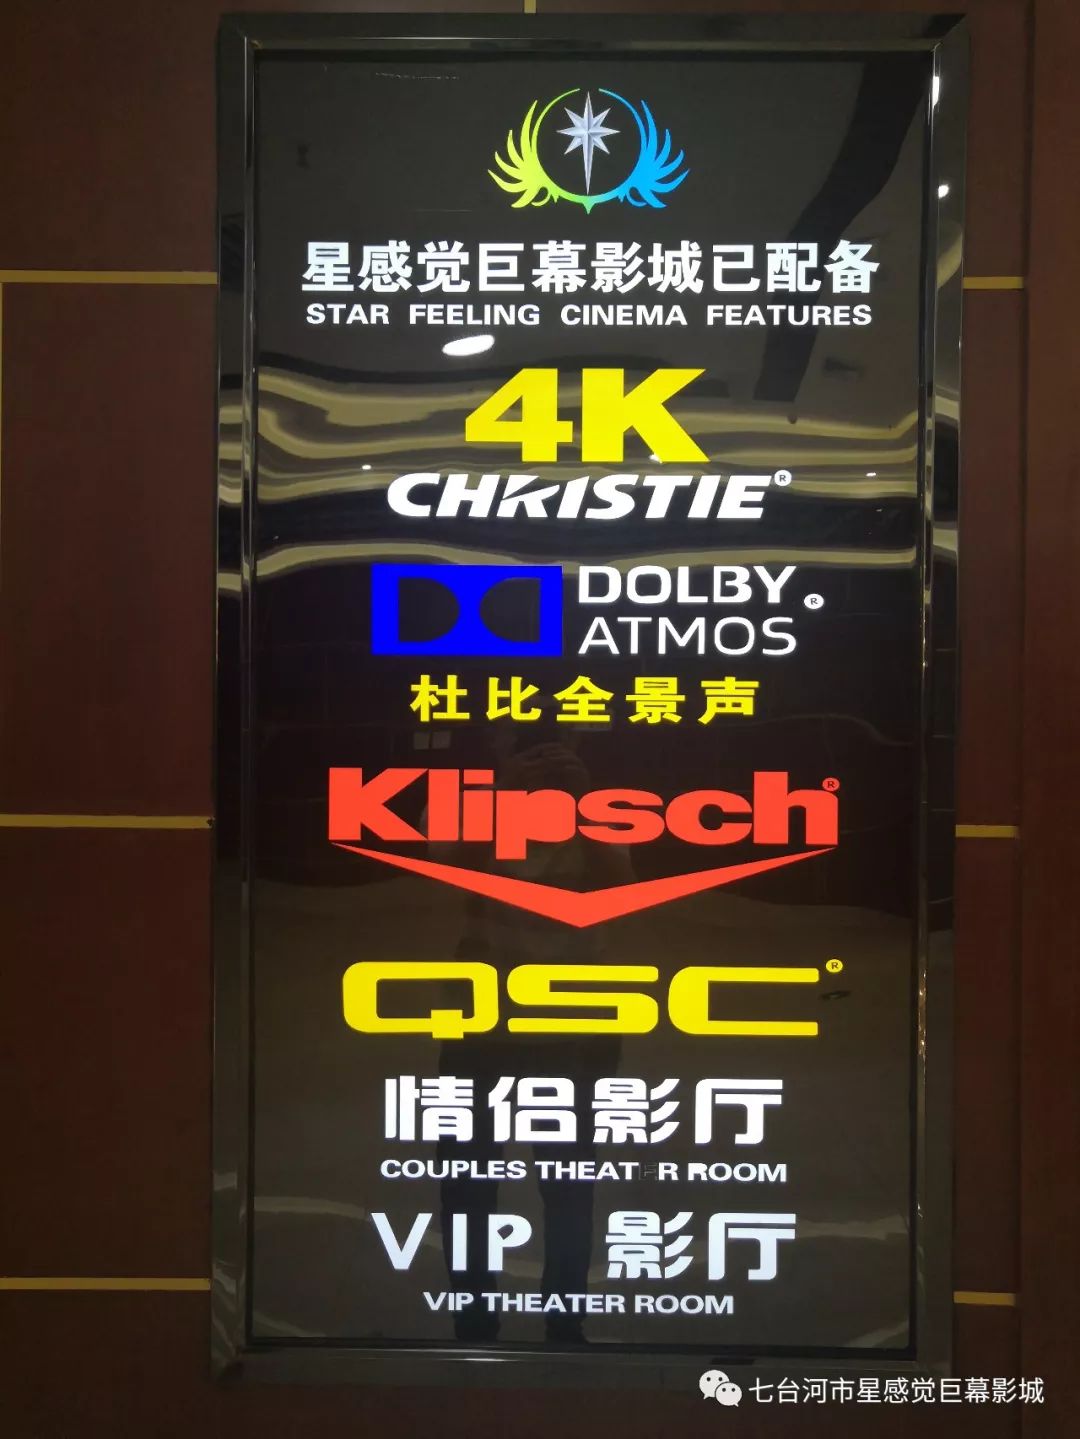 星感觉巨幕影城已配备
STAR FEELING CINEMA FEATURES
4K
CHRISTIE®
DOLBY
ATMOS®
杜比全景声
Klipsch®
QSC®
情侣影厅
COUPLES THEATER ROOM
VIP 影厅
VIP THEATER ROOM
七台河市星感觉巨幕影城